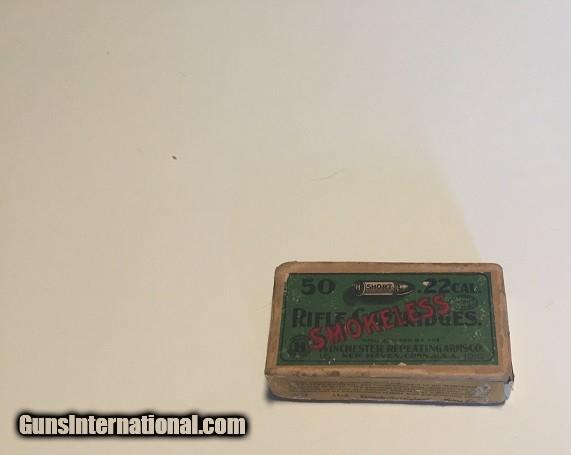 50 SHORT .22 CAL.
RIFLE CARTRIDGES.
SMOKELESS
WINCHESTER REPEATING ARMS CO.
NEW HAVEN, CONN. U.S.A.
GunsInternational.com